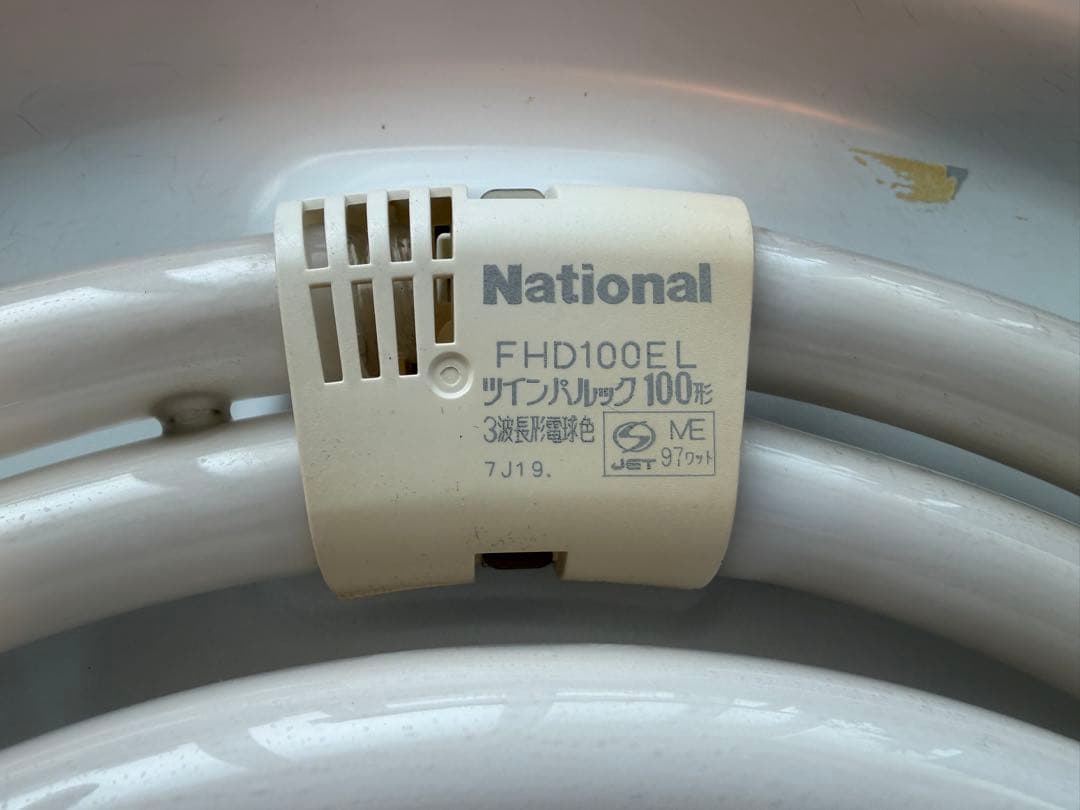 National
FHD100EL
ツインパルック 100形
3波長形電球色
7J19.
ME
JET 97ワット